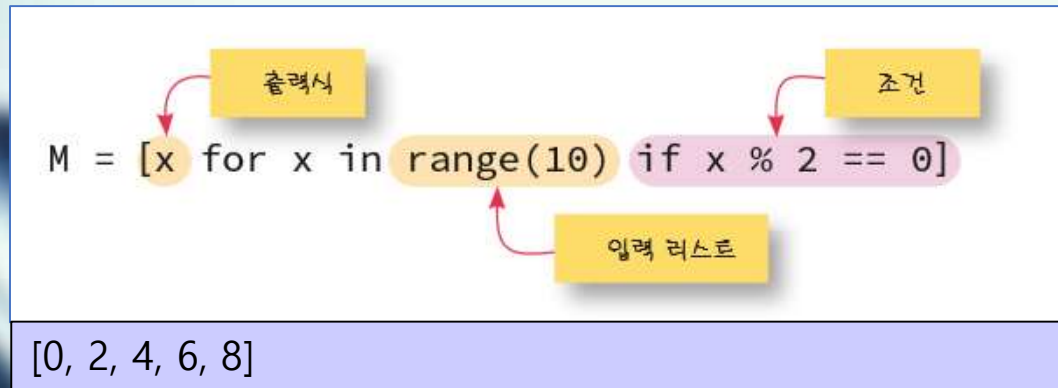 출력식
조건
M = [x for x in range(10) if x % 2 == 0]
입력 리스트
[0, 2, 4, 6, 8]